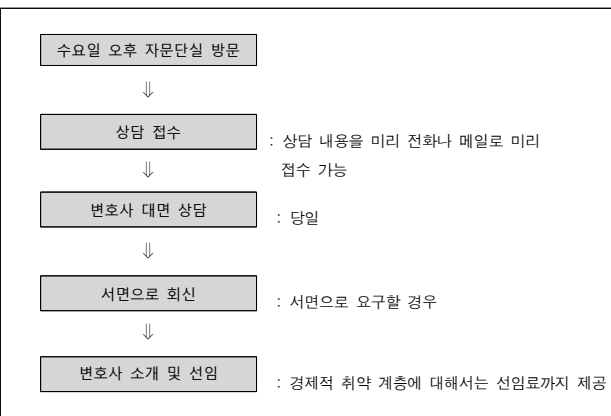 수요일 오후 자문단실 방문
⇓
상담 접수
: 상담 내용을 미리 전화나 메일로 미리
접수 가능
⇓
변호사 대면 상담
: 당일
⇓
서면으로 회신
: 서면으로 요구할 경우
⇓
변호사 소개 및 선임
: 경제적 취약 계층에 대해서는 선임료까지 제공